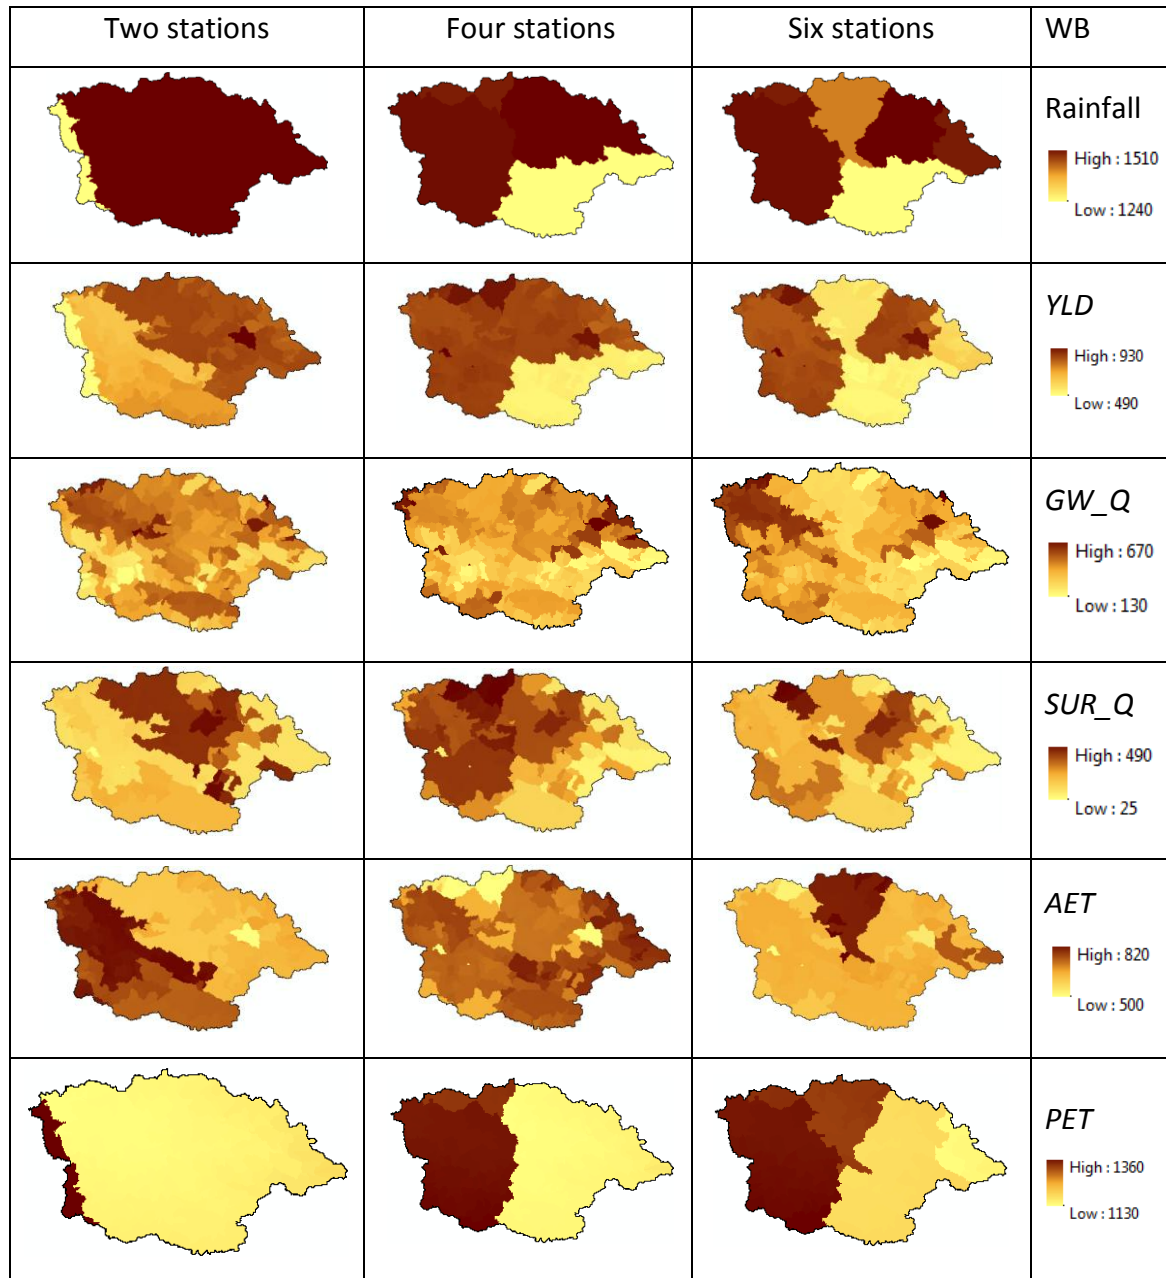 Two stations
Four stations
Six stations
WB
Rainfall
High : 1510
Low : 1240
YLD
High : 930
Low : 490
GW_Q
High : 670
Low : 130
SUR_Q
High : 490
Low : 25
AET
High : 820
Low : 500
PET
High : 1360
Low : 1130